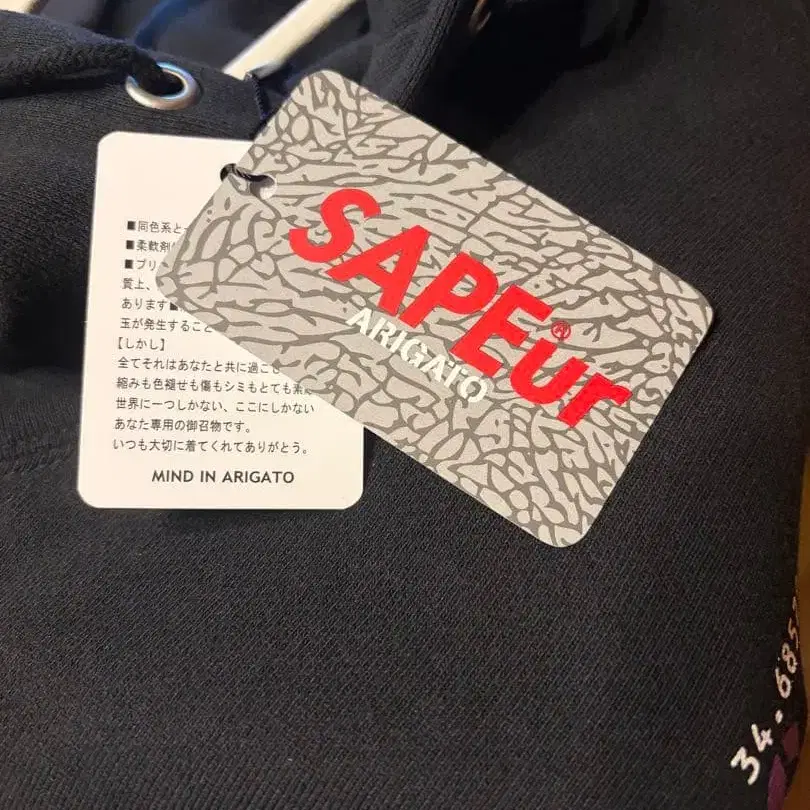 ■同色系と
■柔軟剤
■プリ
質上、
あります■
玉が発生すること
【しかし】
全てそれはあなたと共に過ごし
縮みも色褪せも傷もシミもとても素
世界に一つしかない、ここにしかない
あなた専用の御召物です。
いつも大切に着てくれてありがとう。
MIND IN ARIGATO
SAPEur®
ARIGATO
34.685